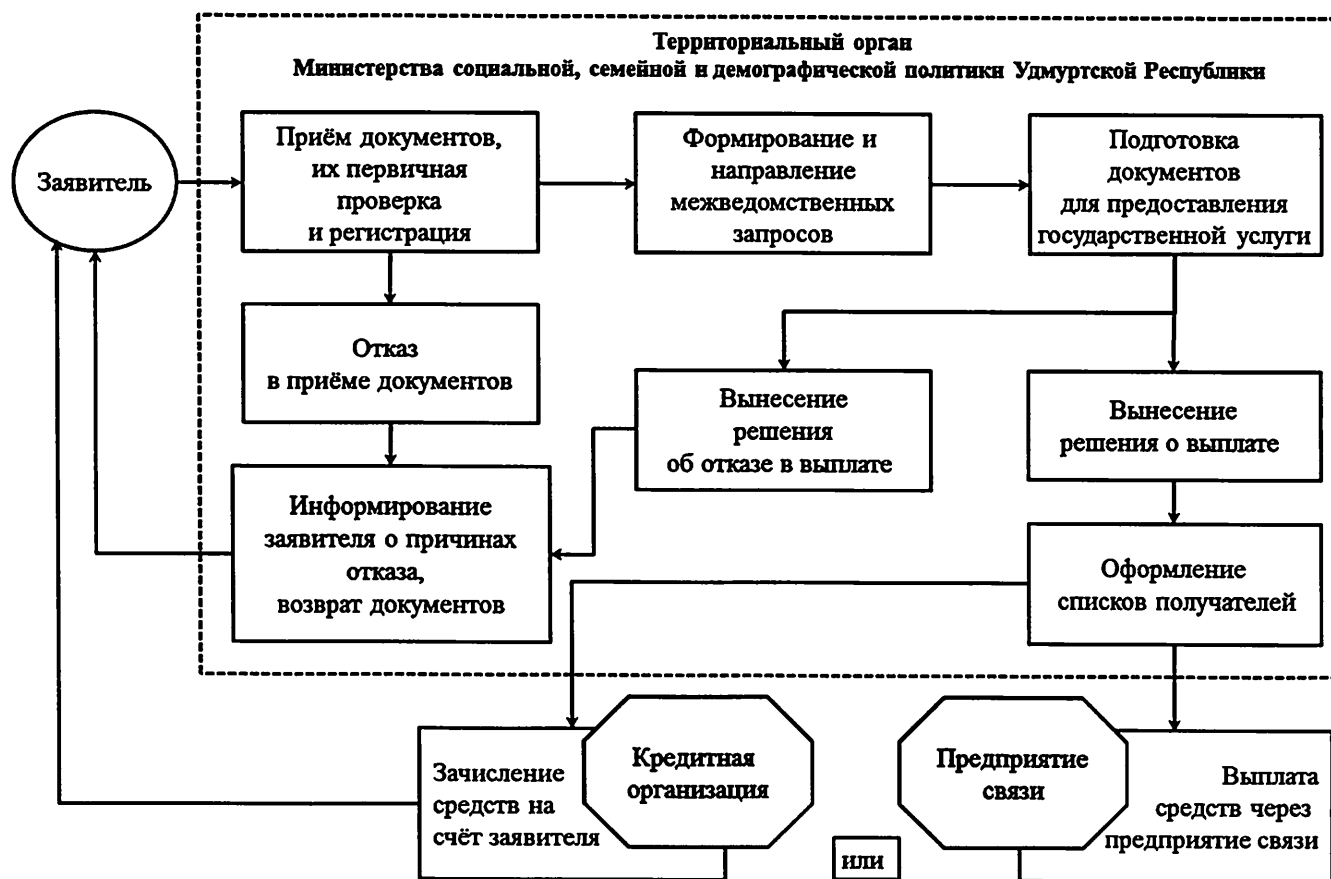 Территориальный орган
Министерства социальной, семейной и демографической политики Удмуртской Республики
Заявитель
Приём документов,
их первичная
проверка
и регистрация
Формирование и
направление
межведомственных
запросов
Подготовка
документов
для предоставления
государственной услуги
Отказ
в приёме документов
Вынесение
решения
об отказе в выплате
Вынесение
решения о выплате
Информирование
заявителя о причинах
отказа,
возврат документов
Оформление
списков получателей
Зачисление
средств на
счёт заявителя
Кредитная
организация
или
Предприятие
связи
Выплата
средств через
предприятие связи